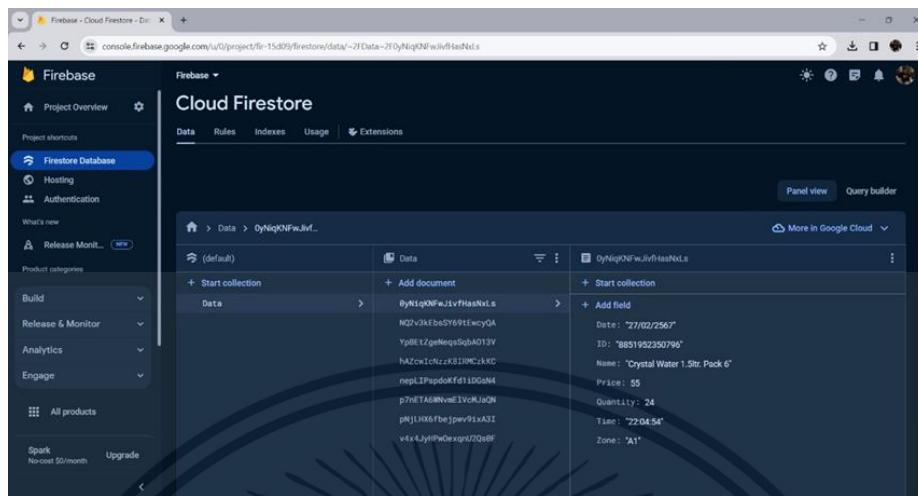 Firebase - Cloud Firestore - Dat
console.firebase.google.com/u/0/project/fir-15d09/firestore/data/~2FData~2F0yNiqKNFwJivfHasNxLs
Firebase
Project Overview
Project shortcuts
Firestore Database
Hosting
Authentication
What's new
Release Monit... NEW
Product categories
Build
Release & Monitor
Analytics
Engage
All products
Spark
No-cost $0/month
Upgrade
Firebase
Cloud Firestore
Data Rules Indexes Usage Extensions
Panel view Query builder
Data > 0yNiqKNFwJivf...
More in Google Cloud
(default)
+ Start collection
Data
Data
+ Add document
0yNiqKNFwJivfHasNxLs
NQ2v3kEbsSY69tEwcyQA
YpBEtZgeNeqsSqbAO13V
hAZcwIcNzzK8IRMCzkKC
nepLIPspdoKfd1iDGsN4
p7nETA6WNvmElVcMJaQN
pNjLHX6fbejpwv9ixA3I
v4x4JyHPwOexqnU2Qs0F
0yNiqKNFwJivfHasNxLs
+ Start collection
+ Add field
Date: "27/02/2567"
ID: "8851952350796"
Name: "Crystal Water 1.5ltr. Pack 6"
Price: 55
Quantity: 24
Time: "22:04:54"
Zone: "A1"